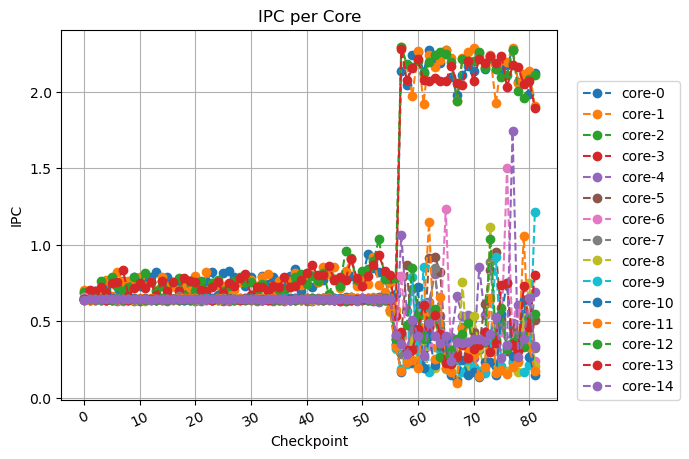 IPC per Core
2.0
1.5
1.0
0.5
0.0
IPC
0 10 20 30 40 50 60 70 80
Checkpoint
core-0
core-1
core-2
core-3
core-4
core-5
core-6
core-7
core-8
core-9
core-10
core-11
core-12
core-13
core-14